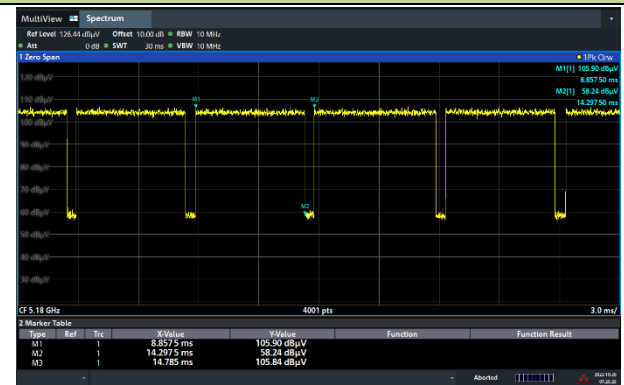 MultiView Spectrum
Ref Level 126.44 dBµV Offset 10.00 dB RBW 10 MHz
Att 0 dB SWT 30 ms VBW 10 MHz
1 Zero Span 1Pk Clrw
M1[1] 105.90 dBµV
8.857 50 ms
M2[1] 58.24 dBµV
14.297 50 ms
120 dBµV
110 dBµV
M1 M3
100 dBµV
90 dBµV
80 dBµV
70 dBµV
60 dBµV
M2
50 dBµV
40 dBµV
30 dBµV
CF 5.18 GHz 4001 pts 3.0 ms/
2 Marker Table
Type Ref Trc X-Value Y-Value Function Function Result
M1 1 8.857 5 ms 105.90 dBµV
M2 1 14.297 5 ms 58.24 dBµV
M3 1 14.785 ms 105.84 dBµV
Aborted